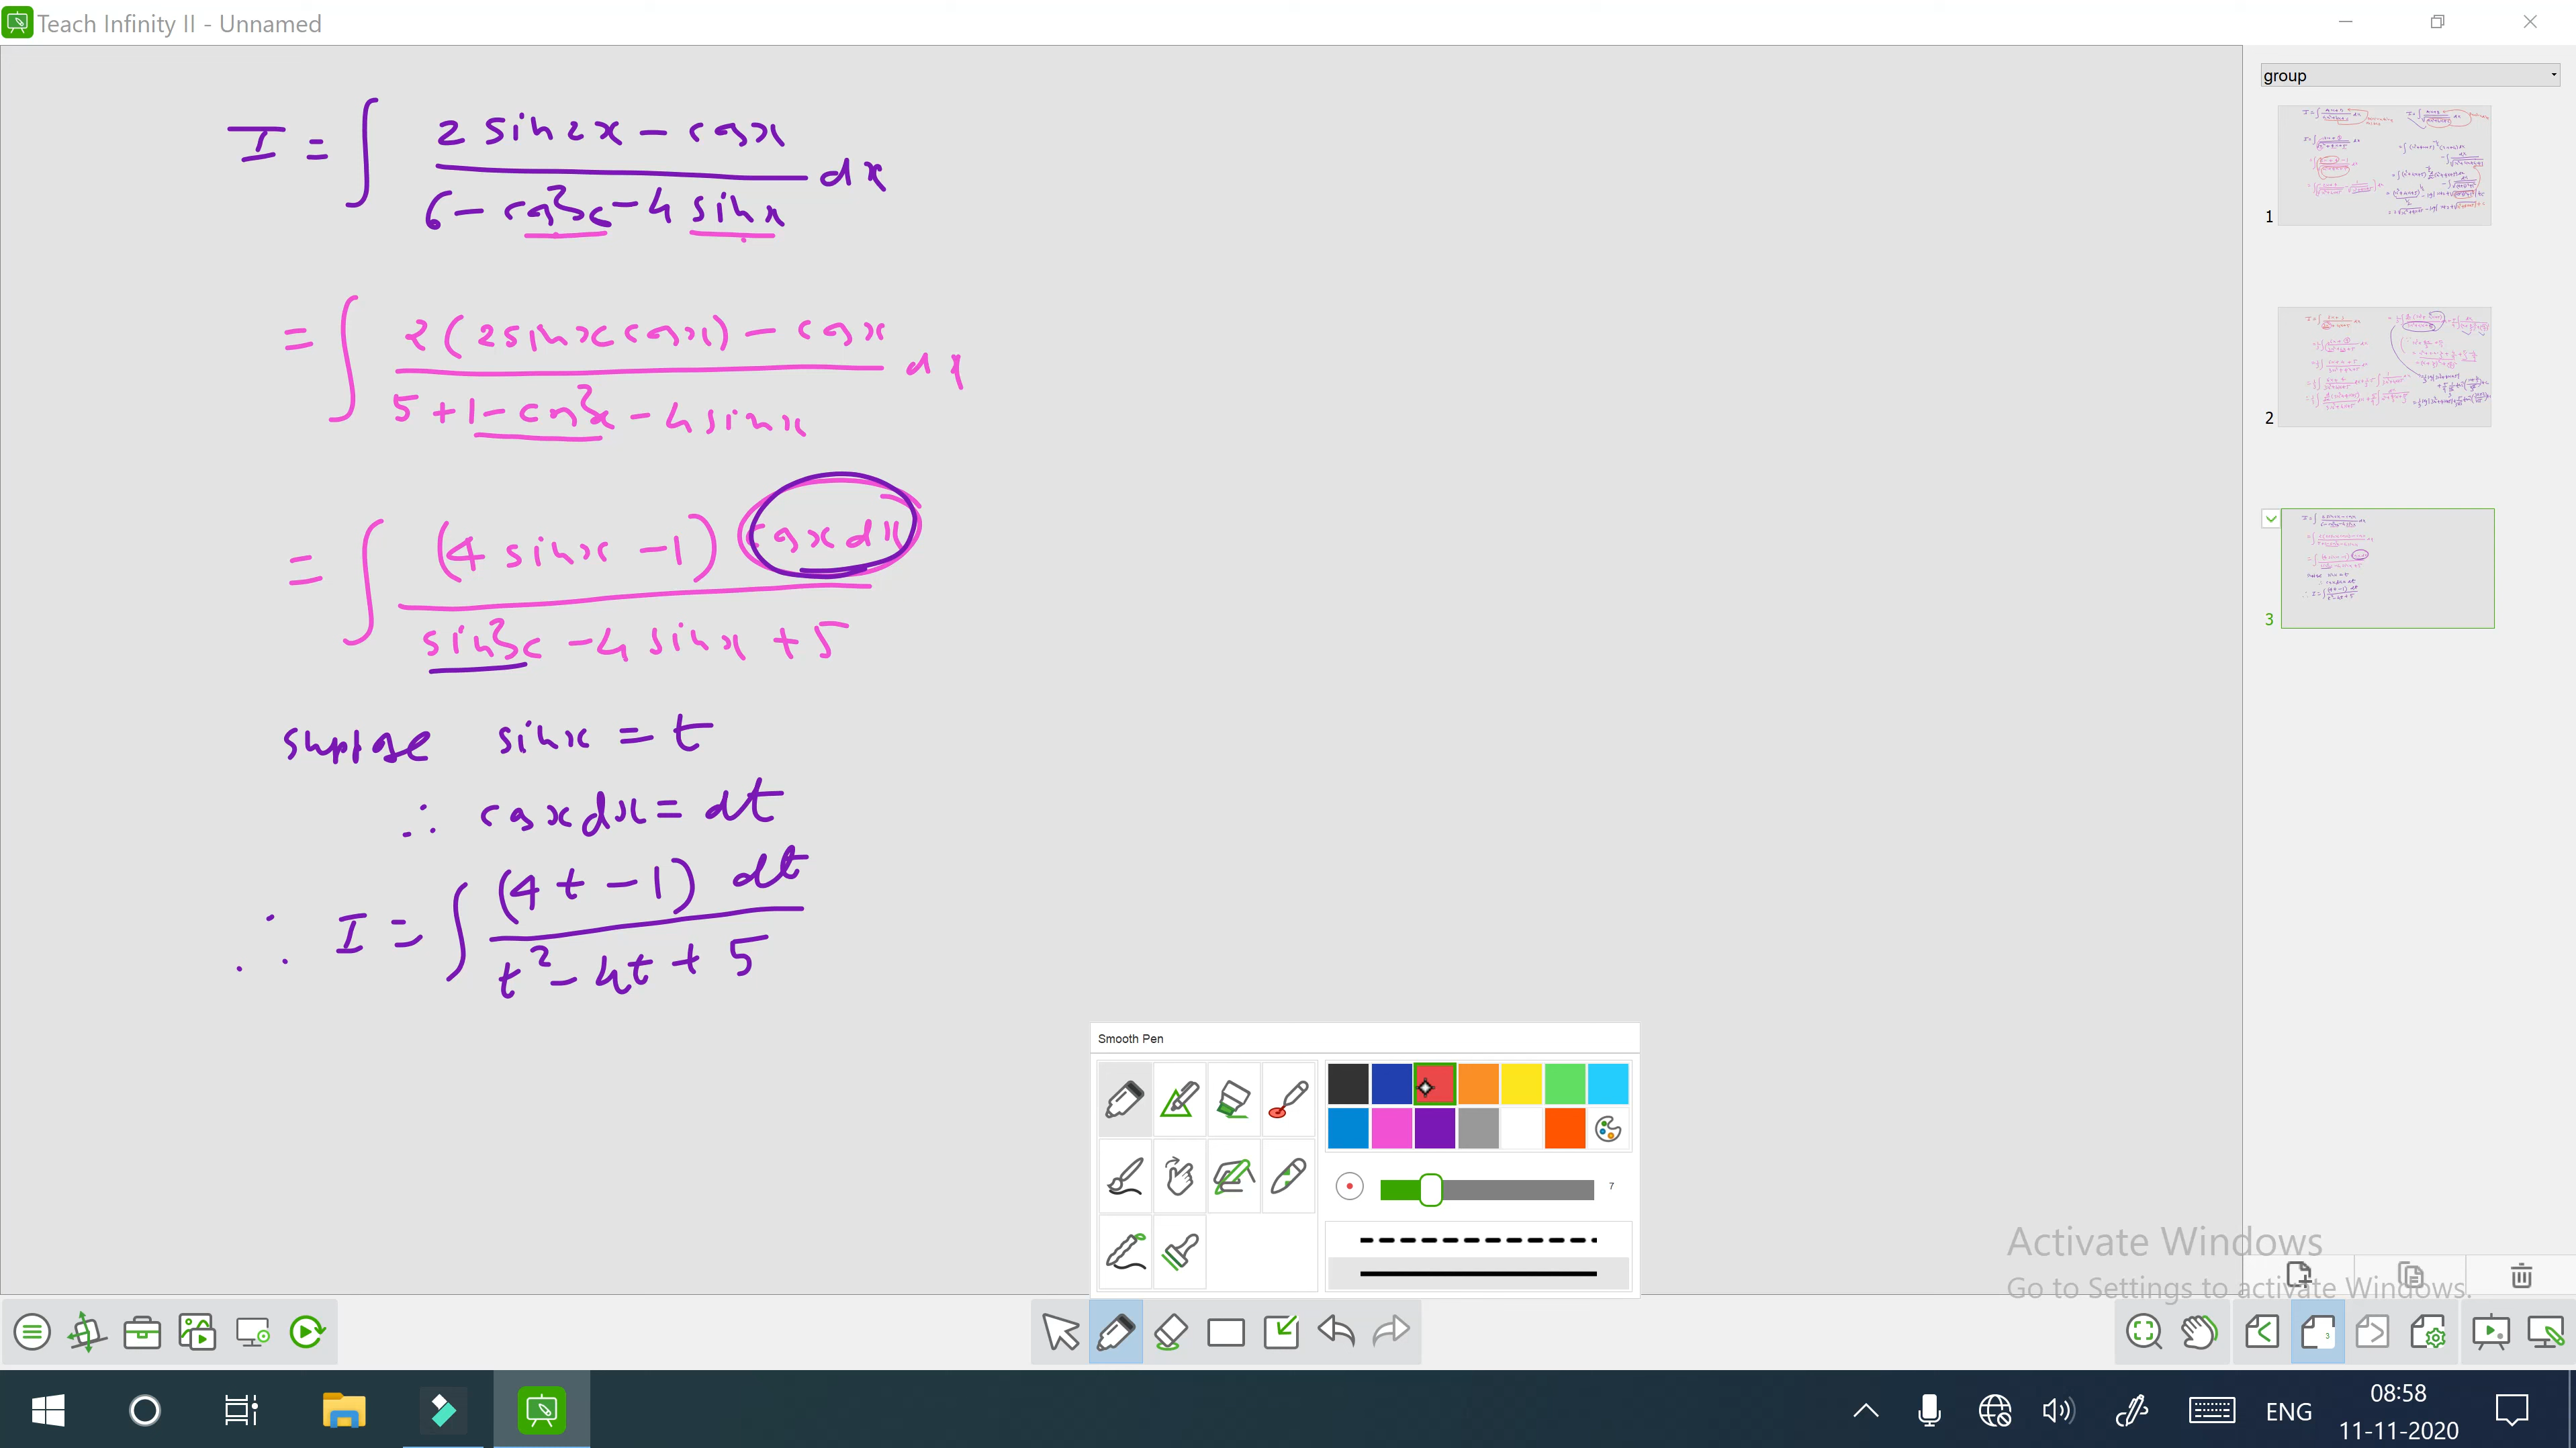 Teach Infinity II - Unnamed
group
I = ∫ (2 sin2x - cosx) / (6 - cos²x - 4 sinx) dx
= ∫ (2(2sinx cosx) - cosx) / (5 + 1 - cos²x - 4 sinx) dx
= ∫ (4 sinx - 1) cosx dx / (sin²x - 4 sinx + 5)
suppose sinx = t
∴ cosx dx = dt
∴ I = ∫ (4t - 1) dt / (t² - 4t + 5)
1
2
3
Smooth Pen
7
Activate Windows
Go to Settings to activate Windows.
3
ENG
08:58
11-11-2020